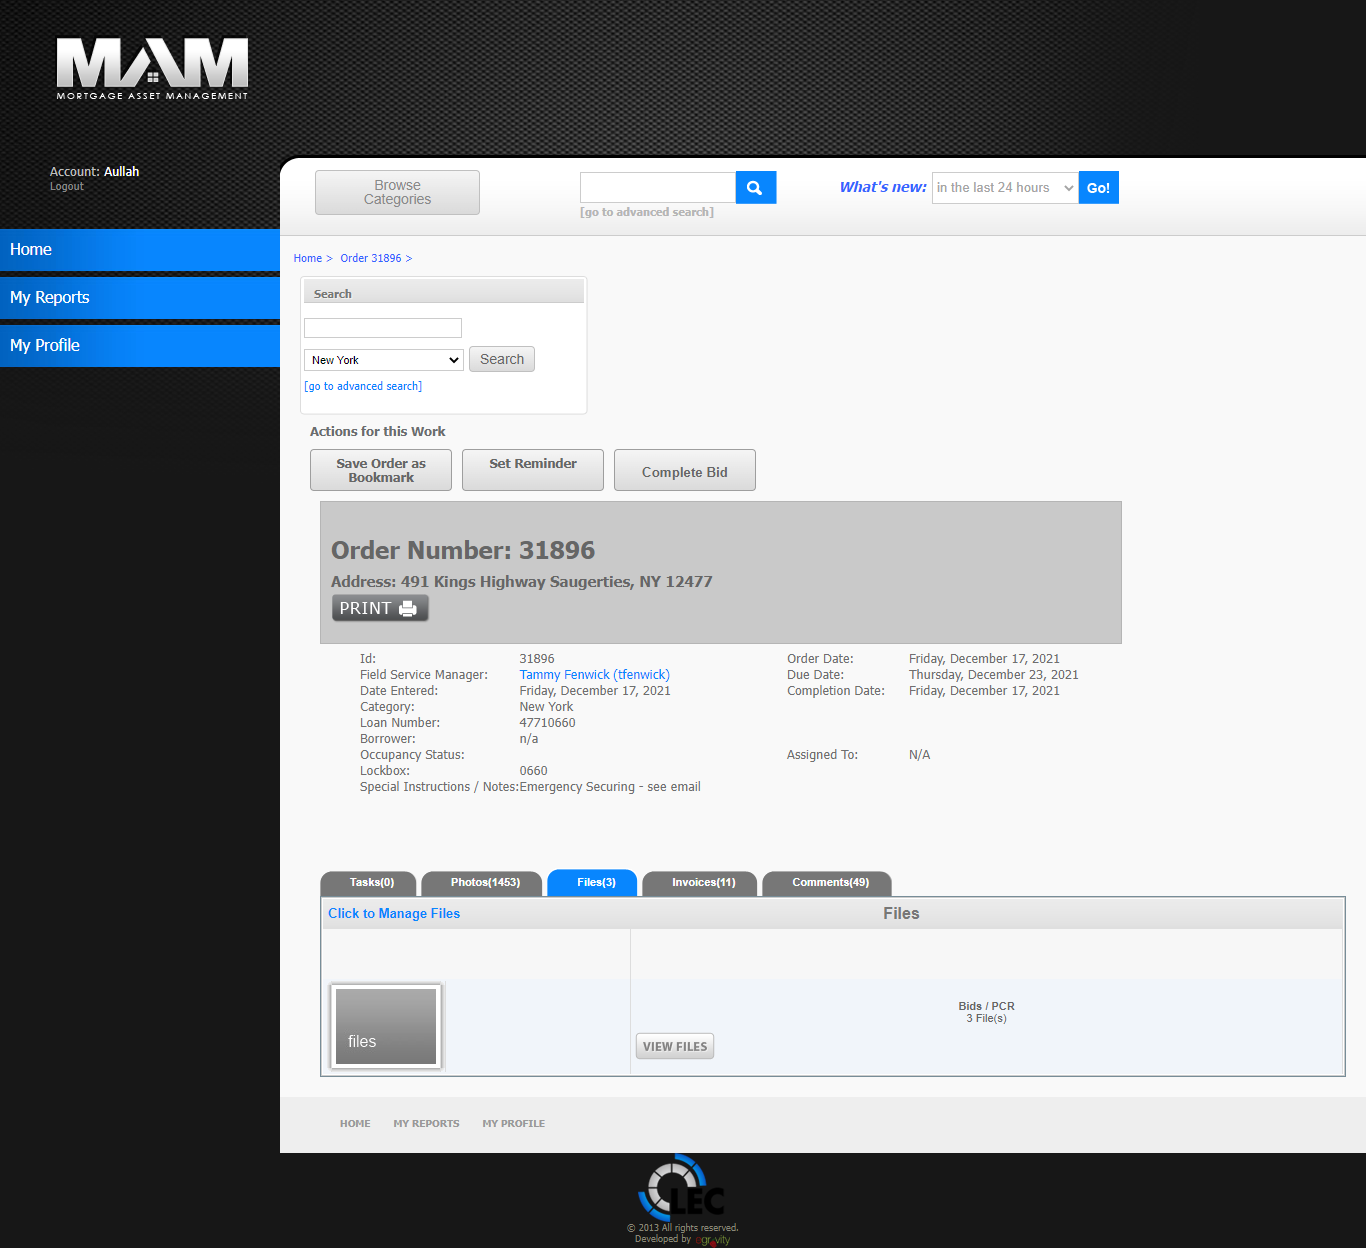 MAM
MORTGAGE ASSET MANAGEMENT
Account: Aullah
Logout
Home
My Reports
My Profile
Browse
Categories
[go to advanced search]
What's new: in the last 24 hours Go!
Home > Order 31896 >
Search
New York Search
[go to advanced search]
Actions for this Work
Save Order as
Bookmark
Set Reminder
Complete Bid
Order Number: 31896
Address: 491 Kings Highway Saugerties, NY 12477
PRINT
Id: 31896 Order Date: Friday, December 17, 2021
Field Service Manager: Tammy Fenwick (tfenwick) Due Date: Thursday, December 23, 2021
Date Entered: Friday, December 17, 2021 Completion Date: Friday, December 17, 2021
Category: New York
Loan Number: 47710660
Borrower: n/a
Occupancy Status: Assigned To: N/A
Lockbox: 0660
Special Instructions / Notes:Emergency Securing - see email
Tasks(0) Photos(1453) Files(3) Invoices(11) Comments(49)
Click to Manage Files Files
files
Bids / PCR
3 File(s)
VIEW FILES
HOME MY REPORTS MY PROFILE
LEC
© 2013 All rights reserved.
Developed by egravity